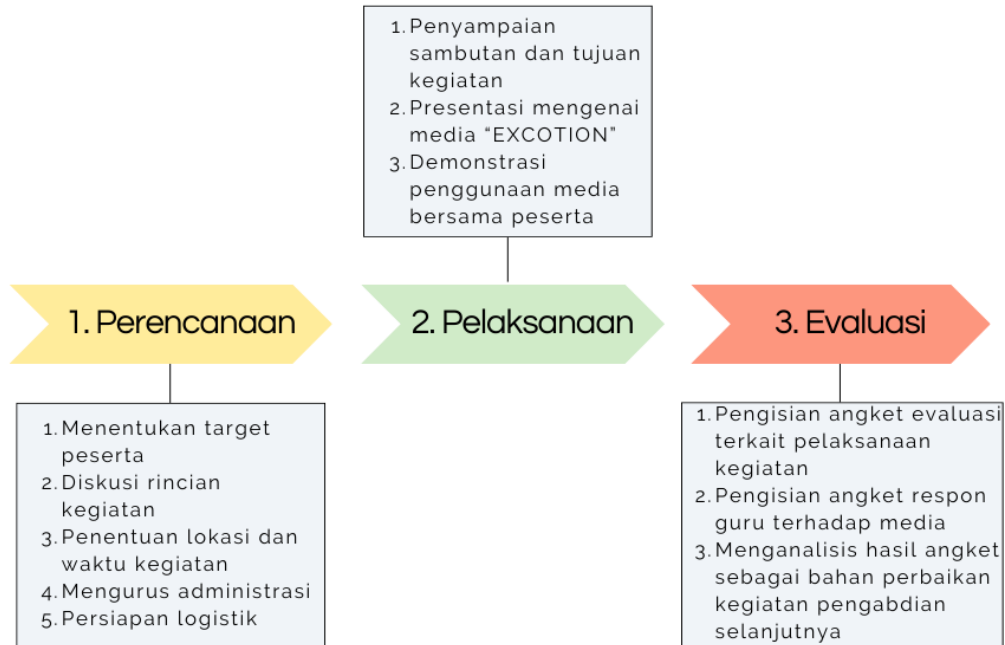 1. Penyampaian
sambutan dan tujuan
kegiatan
2. Presentasi mengenai
media “EXCOTION”
3. Demonstrasi
penggunaan media
bersama peserta
1. Perencanaan
2. Pelaksanaan
3. Evaluasi
1. Menentukan target
peserta
2. Diskusi rincian
kegiatan
3. Penentuan lokasi dan
waktu kegiatan
4. Mengurus administrasi
5. Persiapan logistik
1. Pengisian angket evaluasi
terkait pelaksanaan
kegiatan
2. Pengisian angket respon
guru terhadap media
3. Menganalisis hasil angket
sebagai bahan perbaikan
kegiatan pengabdian
selanjutnya